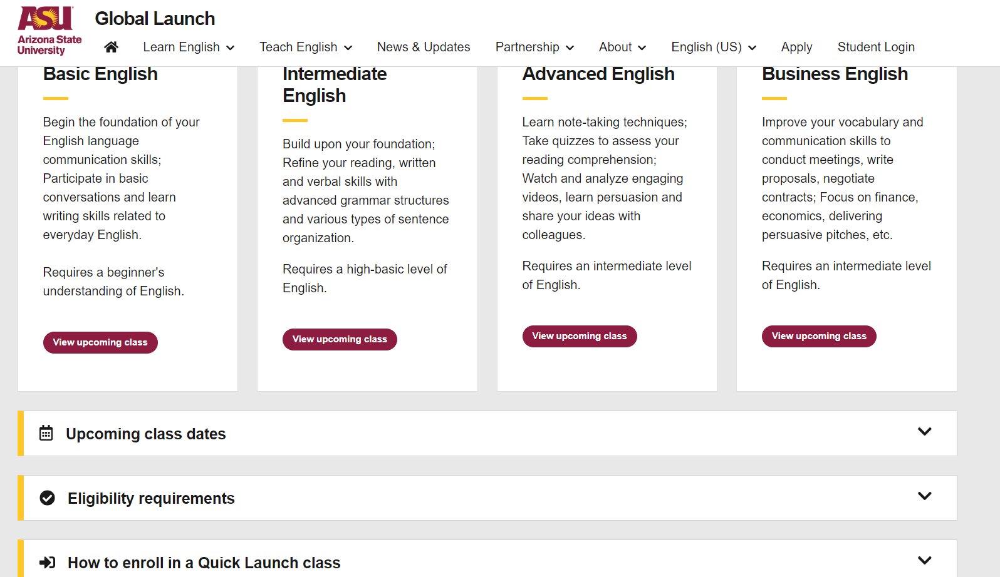 ASU
Arizona State
University
Global Launch
Learn English
Teach English
News & Updates
Partnership
About
English (US)
Apply
Student Login
Basic English
Begin the foundation of your
English language
communication skills;
Participate in basic
conversations and learn
writing skills related to
everyday English.
Requires a beginner's
understanding of English.
View upcoming class
Intermediate
English
Build upon your foundation;
Refine your reading, written
and verbal skills with
advanced grammar structures
and various types of sentence
organization.
Requires a high-basic level of
English.
View upcoming class
Advanced English
Learn note-taking techniques;
Take quizzes to assess your
reading comprehension;
Watch and analyze engaging
videos, learn persuasion and
share your ideas with
colleagues.
Requires an intermediate level
of English.
View upcoming class
Business English
Improve your vocabulary and
communication skills to
conduct meetings, write
proposals, negotiate
contracts; Focus on finance,
economics, delivering
persuasive pitches, etc.
Requires an intermediate level
of English.
View upcoming class
Upcoming class dates
Eligibility requirements
How to enroll in a Quick Launch class